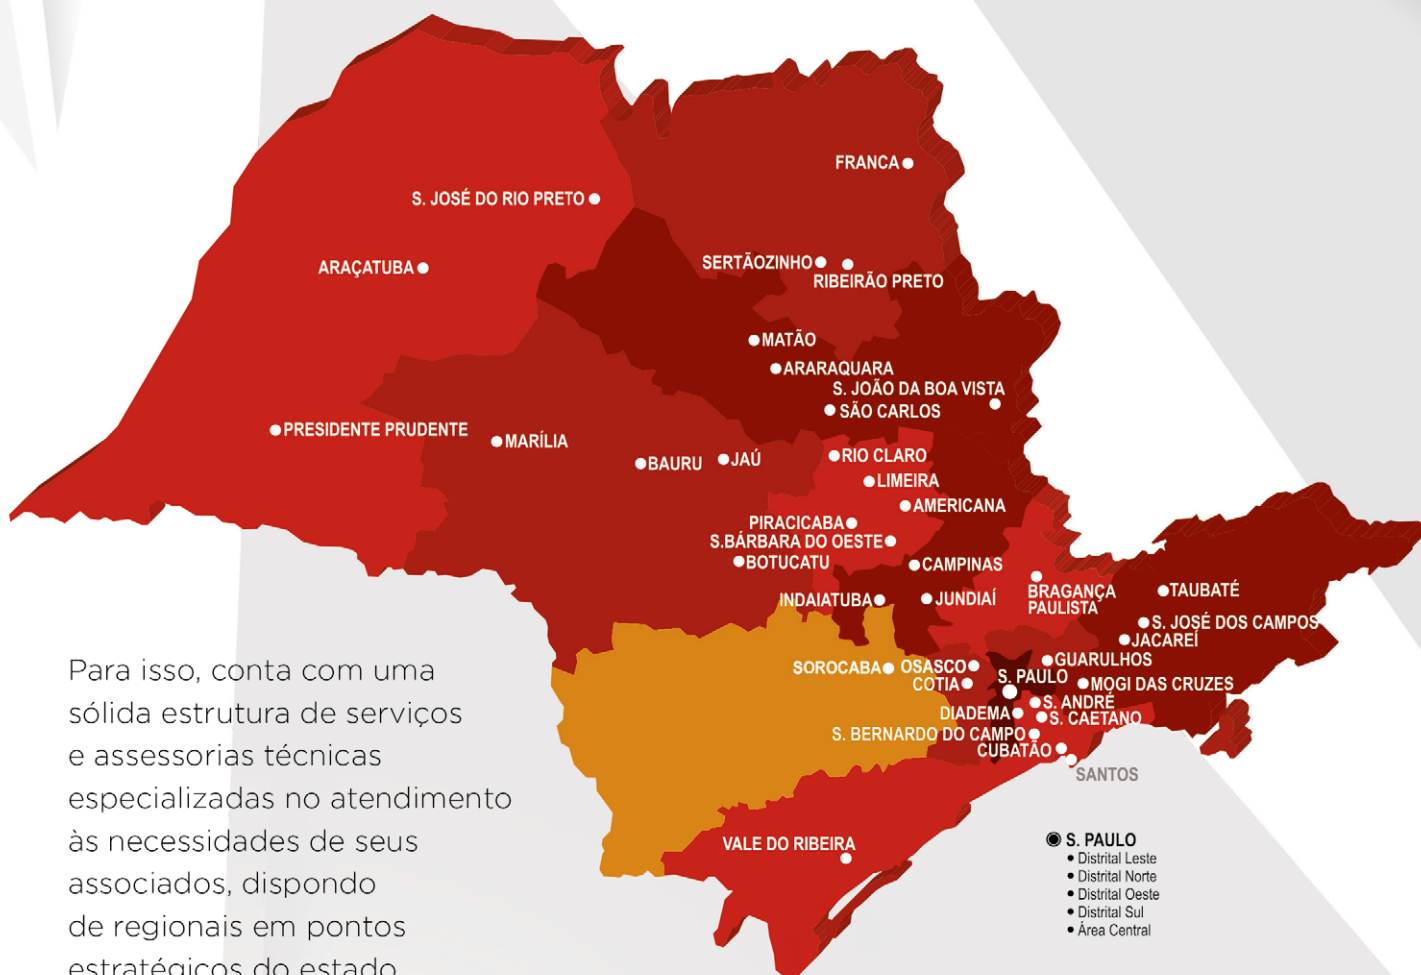 FRANCA
S. JOSÉ DO RIO PRETO
SERTÃOZINHO
ARAÇATUBA
RIBEIRÃO PRETO
MATÃO
ARARAQUARA
S. JOÃO DA BOA VISTA
SÃO CARLOS
PRESIDENTE PRUDENTE
MARÍLIA
RIO CLARO
BAURU
JAÚ
LIMEIRA
AMERICANA
PIRACICABA
S.BÁRBARA DO OESTE
BOTUCATU
CAMPINAS
BRAGANÇA
PAULISTA
TAUBATÉ
INDAIATUBA
JUNDIAÍ
S. JOSÉ DOS CAMPOS
JACAREÍ
GUARULHOS
SOROCABA
OSASCO
S. PAULO
COTIA
MOGI DAS CRUZES
S. ANDRÉ
DIADEMA
S. CAETANO
S. BERNARDO DO CAMPO
CUBATÃO
SANTOS
VALE DO RIBEIRA
Para isso, conta com uma
sólida estrutura de serviços
e assessorias técnicas
especializadas no atendimento
às necessidades de seus
associados, dispondo
de regionais em pontos
estratégicos do estado
S. PAULO
• Distrital Leste
• Distrital Norte
• Distrital Oeste
• Distrital Sul
• Área Central